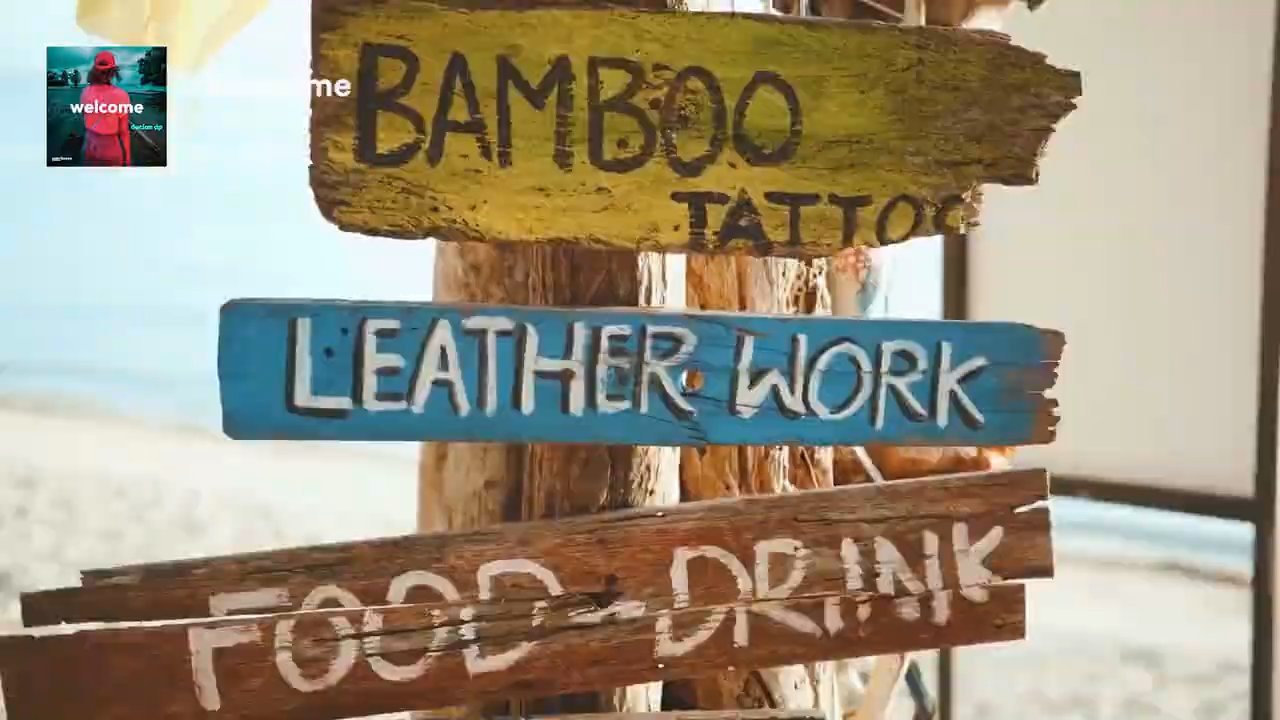 welcome
me
BAMBOO
TATTOO
LEATHER WORK
FOOD - DRINK